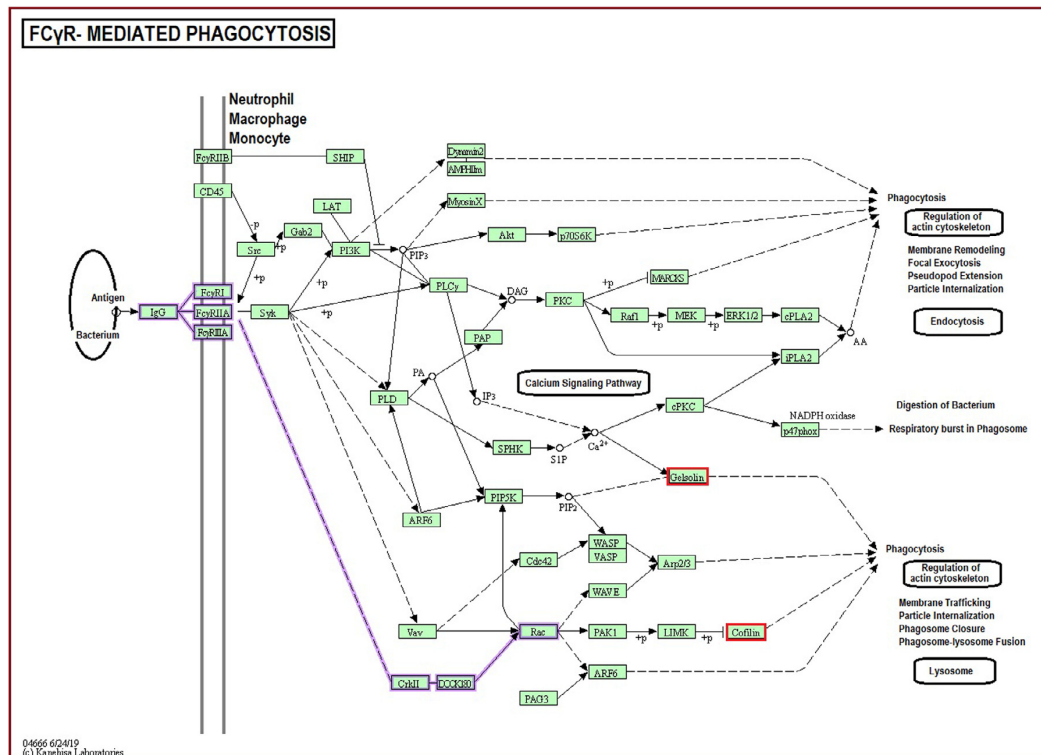 FCγR- MEDIATED PHAGOCYTOSIS
Neutrophil
Macrophage
Monocyte
FcγRIIB
SHIP
Dynamin2
AMPHIIm
CD45
LAT
MyosinX
Phagocytosis
-p
Gab2
+p
Src
PI3K
PIP3
Akt
p70S6K
Regulation of
actin cytoskeleton
+p
+p
PLCγ
MARCKS
Membrane Remodeling
Focal Exocytosis
Pseudopod Extension
Particle Internalization
Antigen
Bacterium
IgG
FcγRI
FcγRIIA
FcγRIIIA
Syk
+p
DAG
PKC
+p
Raf1
+p
MEK
+p
ERK1/2
cPLA2
Endocytosis
PAP
AA
iPLA2
PA
Calcium Signaling Pathway
PLD
IP3
cPKC
NADPH oxidase
p47phox
Digestion of Bacterium
Respiratory burst in Phagosome
SPHK
S1P
Ca2+
Gelsolin
PIP5K
PIP2
ARF6
WASP
VASP
Cdc42
Arp2/3
Phagocytosis
Regulation of
actin cytoskeleton
WAVE
Vav
Rac
PAK1
+p
LIMK
+p
Cofilin
Membrane Trafficking
Particle Internalization
Phagosome Closure
Phagosome-lysosome Fusion
CrkII
DOCK180
ARF6
PAG3
Lysosome
04666 6/24/19
(c) Kanehisa Laboratories